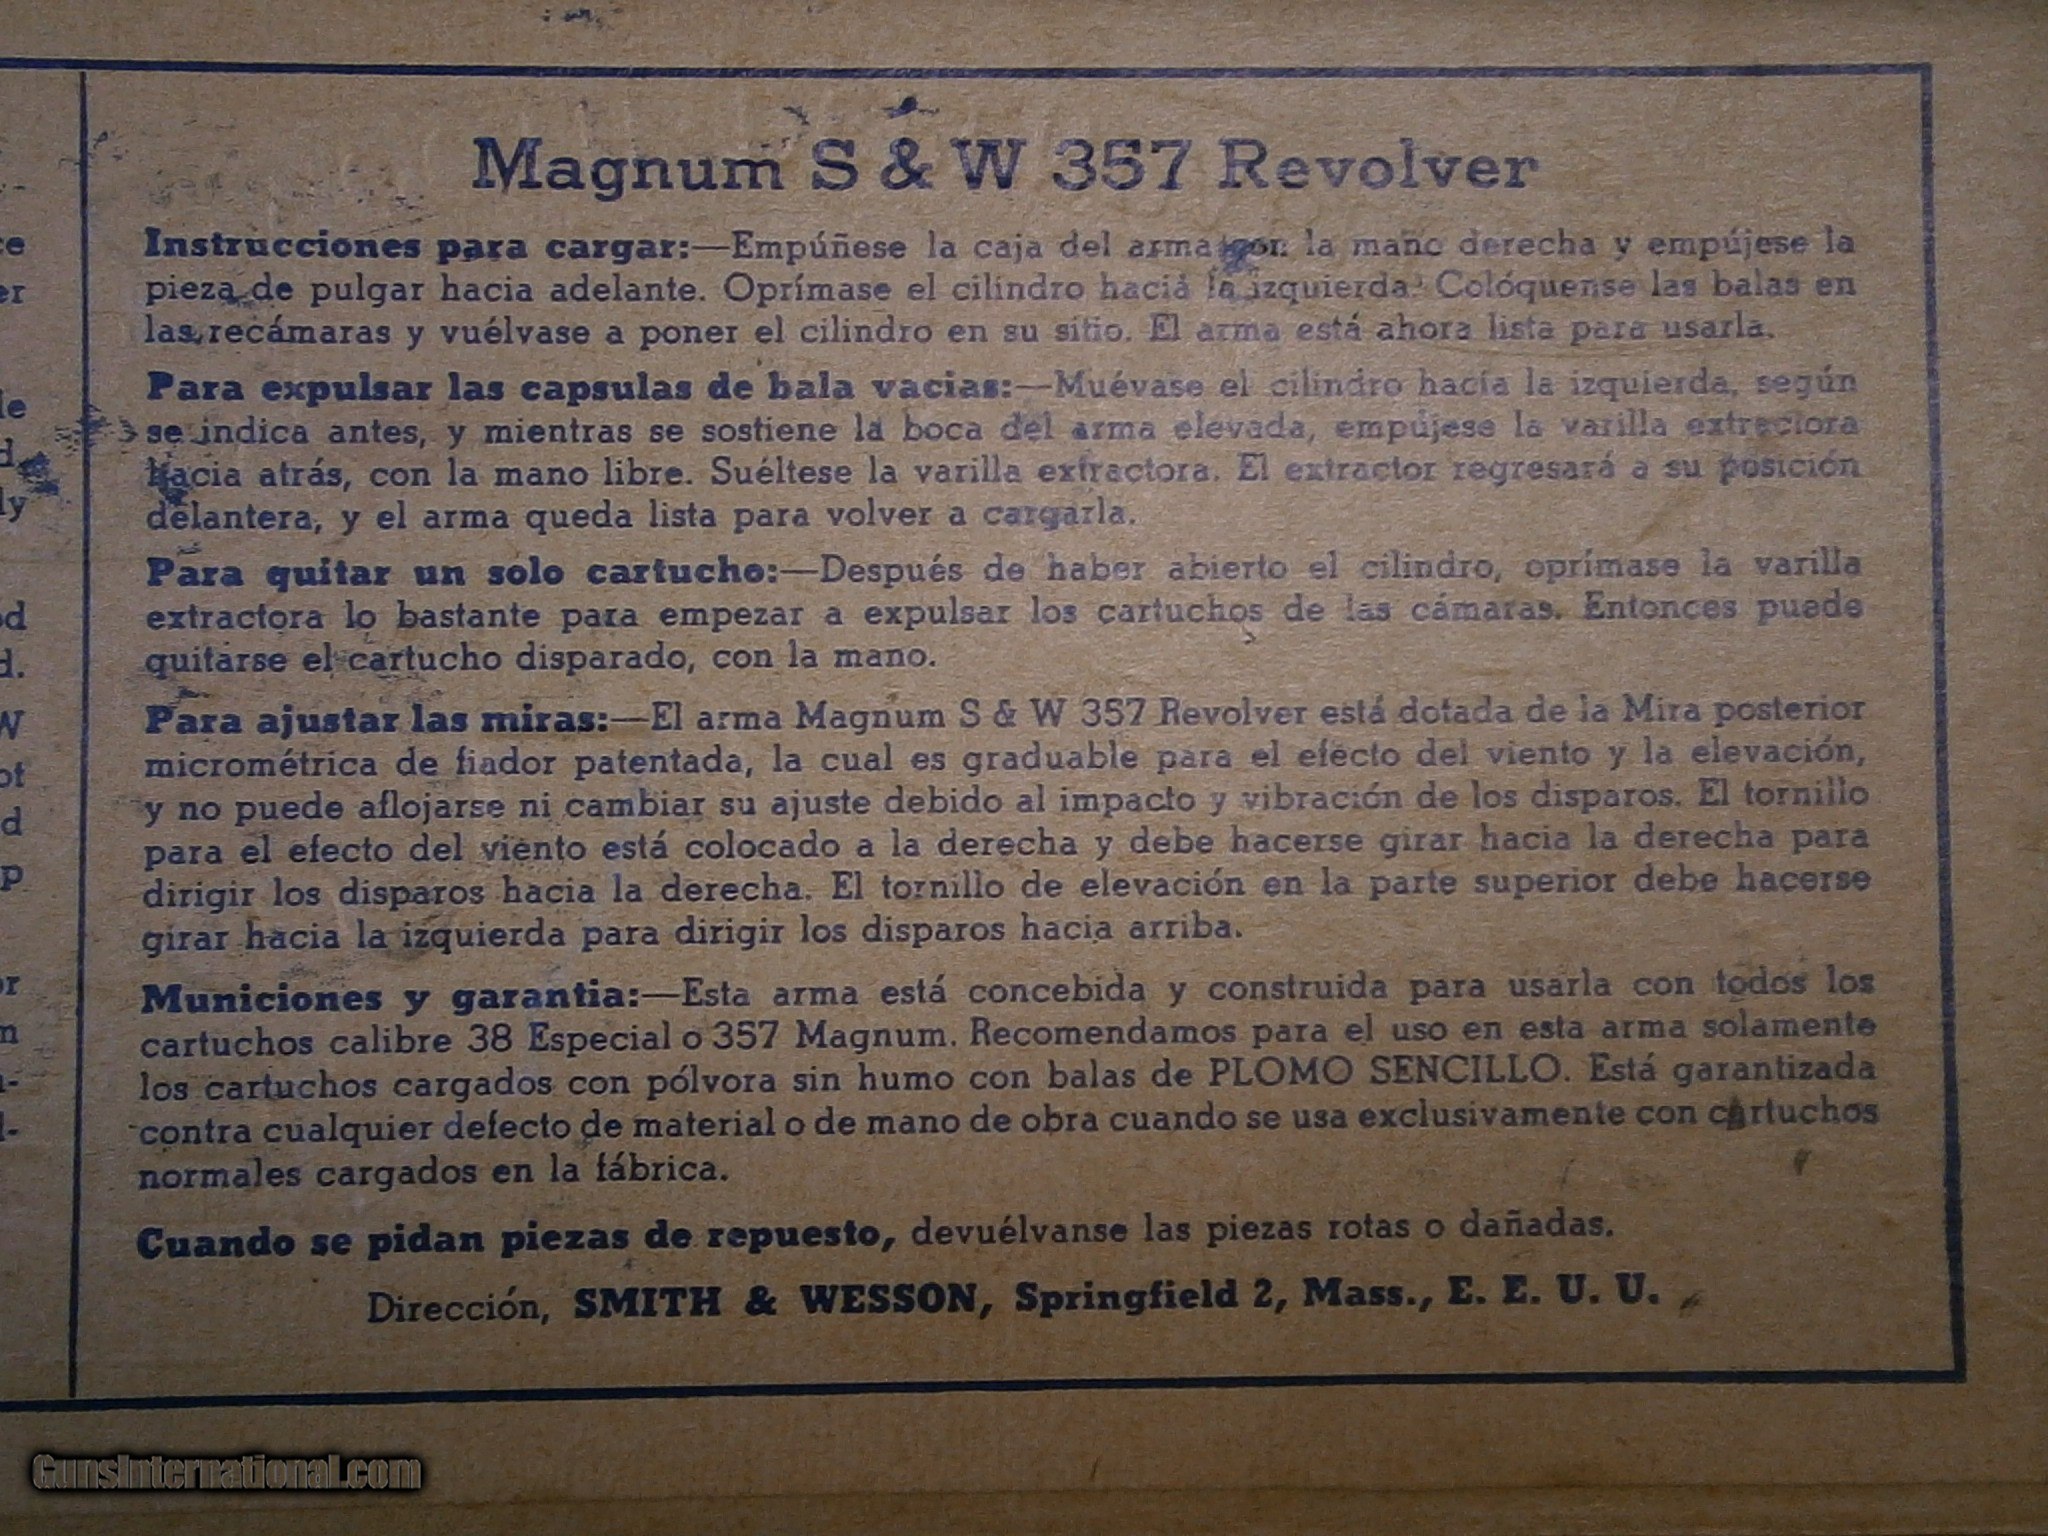 Magnum S & W 357 Revolver
Instrucciones para cargar:—Empúñese la caja del arma con la mano derecha y empújese la
pieza de pulgar hacia adelante. Oprímase el cilindro hacia la izquierda. Colóquense las balas en
las recámaras y vuélvase a poner el cilindro en su sitio. El arma está ahora lista para usarla.
Para expulsar las capsulas de bala vacias:—Muévase el cilindro hacia la izquierda, según
se indica antes, y mientras se sostiene la boca del arma elevada, empújese la varilla extractora
hacia atrás, con la mano libre. Suéltese la varilla extractora. El extractor regresará a su posición
delantera, y el arma queda lista para volver a cargarla.
Para quitar un solo cartucho:—Después de haber abierto el cilindro, oprímase la varilla
extractora lo bastante para empezar a expulsar los cartuchos de las cámaras. Entonces puede
quitarse el cartucho disparado, con la mano.
Para ajustar las miras:—El arma Magnum S & W 357 Revolver está dotada de la Mira posterior
micrométrica de fiador patentada, la cual es graduable para el efecto del viento y la elevación,
y no puede aflojarse ni cambiar su ajuste debido al impacto y vibración de los disparos. El tornillo
para el efecto del viento está colocado a la derecha y debe hacerse girar hacia la derecha para
dirigir los disparos hacia la derecha. El tornillo de elevación en la parte superior debe hacerse
girar hacia la izquierda para dirigir los disparos hacia arriba.
Municiones y garantia:—Esta arma está concebida y construida para usarla con todos los
cartuchos calibre 38 Especial o 357 Magnum. Recomendamos para el uso en esta arma solamente
los cartuchos cargados con pólvora sin humo con balas de PLOMO SENCILLO. Está garantizada
contra cualquier defecto de material o de mano de obra cuando se usa exclusivamente con cartuchos
normales cargados en la fábrica.
Cuando se pidan piezas de repuesto, devuélvanse las piezas rotas o dañadas.
Dirección, SMITH & WESSON, Springfield 2, Mass., E. E. U. U.
GunsInternational.com